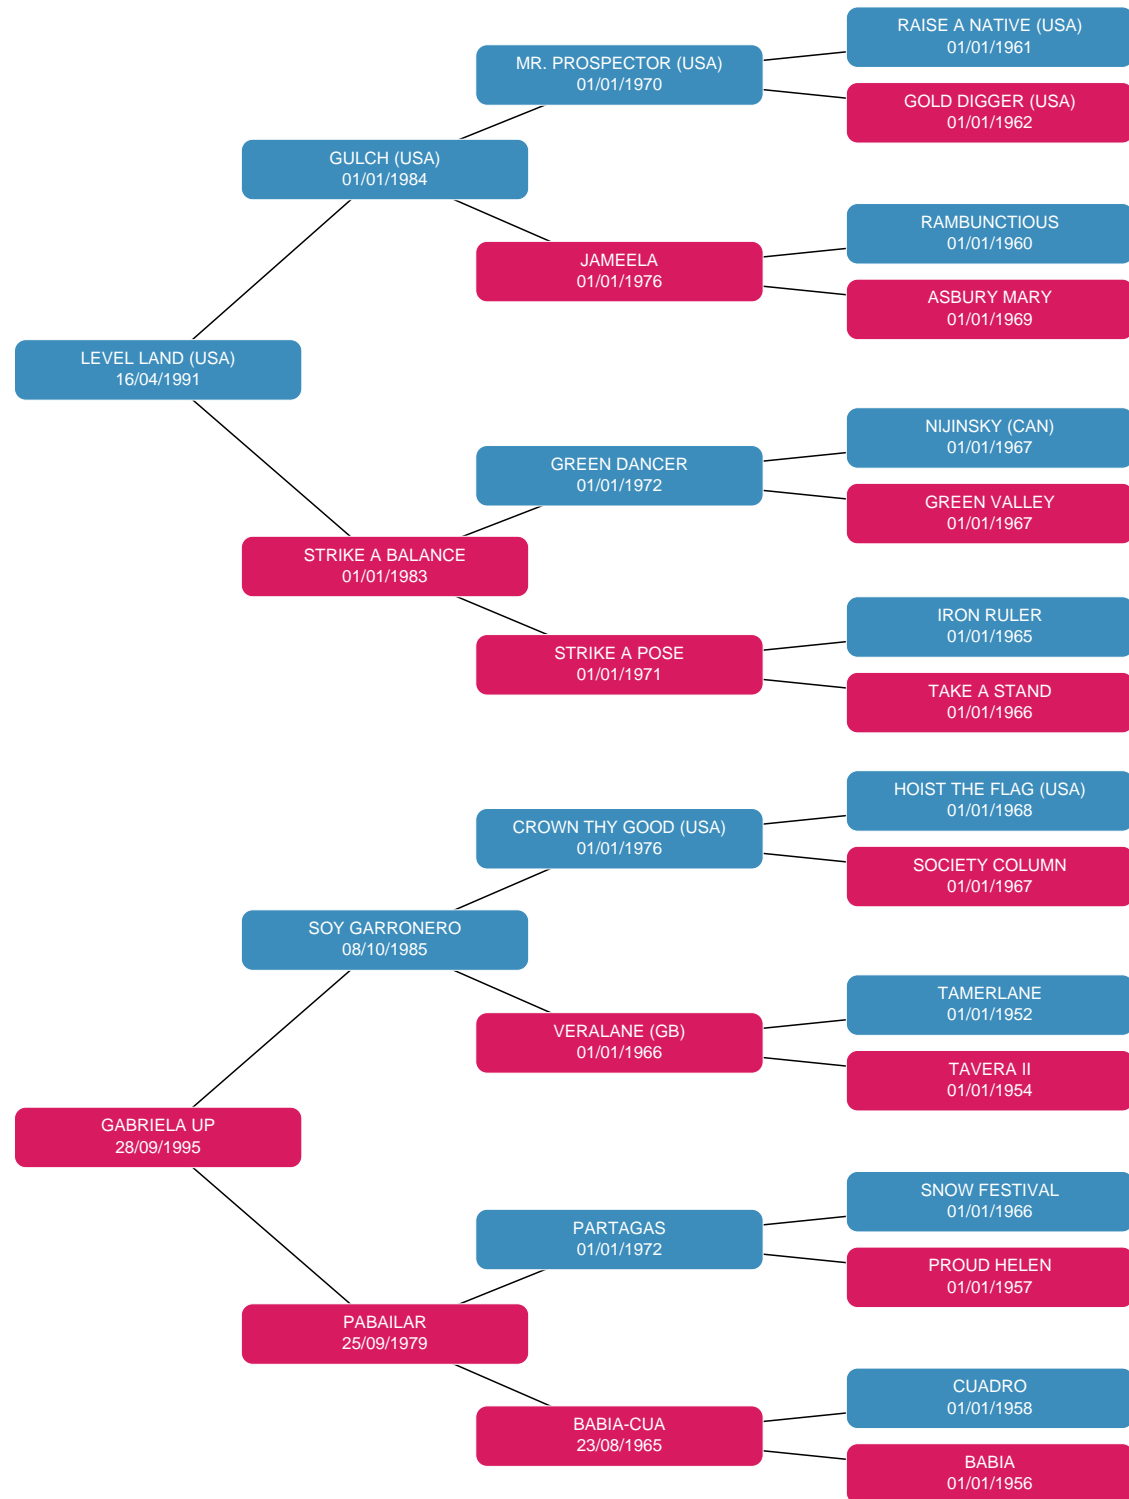 RAISE A NATIVE (USA)
01/01/1961
MR. PROSPECTOR (USA)
01/01/1970
GOLD DIGGER (USA)
01/01/1962
GULCH (USA)
01/01/1984
RAMBUNCTIOUS
01/01/1960
JAMEELA
01/01/1976
ASBURY MARY
01/01/1969
LEVEL LAND (USA)
16/04/1991
NIJINSKY (CAN)
01/01/1967
GREEN DANCER
01/01/1972
GREEN VALLEY
01/01/1967
STRIKE A BALANCE
01/01/1983
IRON RULER
01/01/1965
STRIKE A POSE
01/01/1971
TAKE A STAND
01/01/1966
HOIST THE FLAG (USA)
01/01/1968
CROWN THY GOOD (USA)
01/01/1976
SOCIETY COLUMN
01/01/1967
SOY GARRONERO
08/10/1985
TAMERLANE
01/01/1952
VERALANE (GB)
01/01/1966
TAVERA II
01/01/1954
GABRIELA UP
28/09/1995
SNOW FESTIVAL
01/01/1966
PARTAGAS
01/01/1972
PROUD HELEN
01/01/1957
PABAILAR
25/09/1979
CUADRO
01/01/1958
BABIA-CUA
23/08/1965
BABIA
01/01/1956